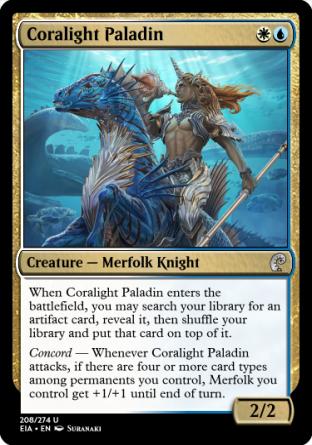 Coralight Paladin
Creature — Merfolk Knight
When Coralight Paladin enters the
battlefield, you may search your library for an
artifact card, reveal it, then shuffle your
library and put that card on top of it.
Concord — Whenever Coralight Paladin
attacks, if there are four or more card types
among permanents you control, Merfolk you
control get +1/+1 until end of turn.
2/2
208/274 U
EIA • EN Suranaki